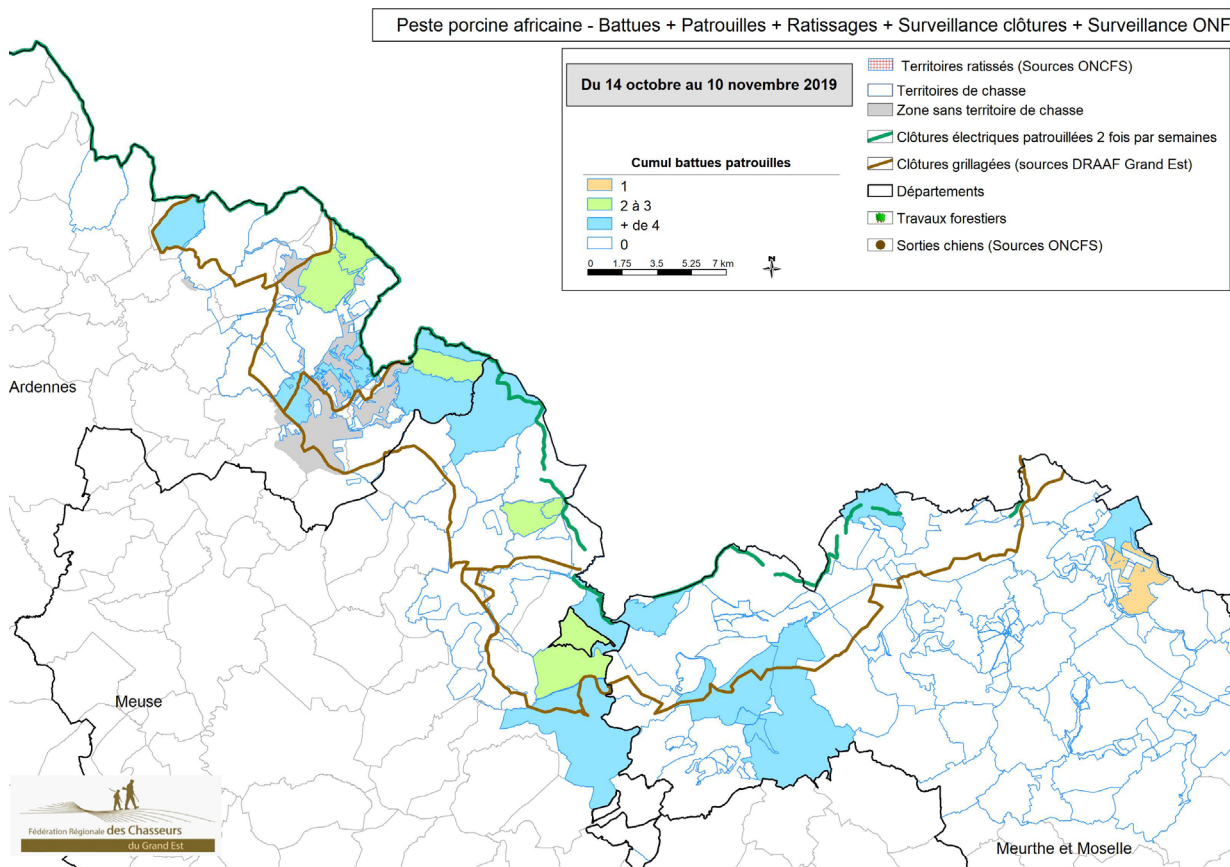 Peste porcine africaine - Battues + Patrouilles + Ratissages + Surveillance clôtures + Surveillance ONF
Du 14 octobre au 10 novembre 2019
Cumul battues patrouilles
1
2 à 3
+ de 4
0
0 1.75 3.5 5.25 7 km
N
Territoires ratissés (Sources ONCFS)
Territoires de chasse
Zone sans territoire de chasse
Clôtures électriques patrouillées 2 fois par semaines
Clôtures grillagées (sources DRAAF Grand Est)
Départements
Travaux forestiers
Sorties chiens (Sources ONCFS)
Ardennes
Meuse
Meurthe et Moselle
Fédération Régionale des Chasseurs
du Grand Est